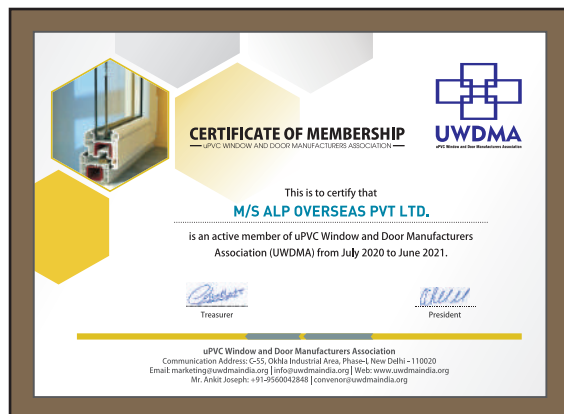 CERTIFICATE OF MEMBERSHIP
uPVC WINDOW AND DOOR MANUFACTURERS ASSOCIATION
UWDMA
uPVC Window and Door Manufacturers Association
This is to certify that
M/S ALP OVERSEAS PVT LTD.
is an active member of uPVC Window and Door Manufacturers
Association (UWDMA) from July 2020 to June 2021.
Treasurer
President
uPVC Window and Door Manufacturers Association
Communication Address: C-55, Okhla Industrial Area, Phase-I, New Delhi - 110020
Email: marketing@uwdmaindia.org | info@uwdmaindia.org | Web: www.uwdmaindia.org
Mr. Ankit Joseph: +91-9560042848 | convenor@uwdmaindia.org